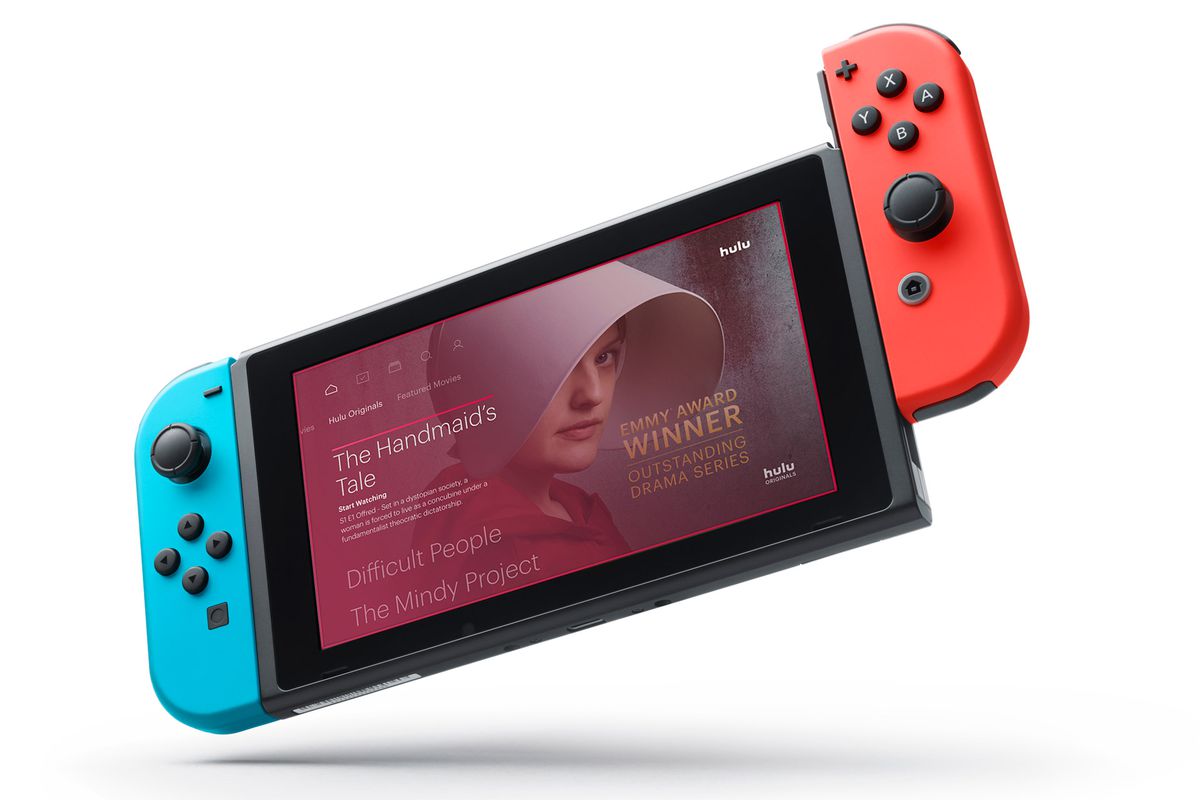 X
A
Y
B
hulu
vies Hulu Originals Featured Movies
The Handmaid's
Tale
Start Watching
S1 E1 Offred - Set in a dystopian society, a
woman is forced to live as a concubine under a
fundamentalist theocratic dictatorship
Difficult People
The Mindy Project
EMMY AWARD
WINNER
OUTSTANDING
DRAMA SERIES
hulu
ORIGINALS